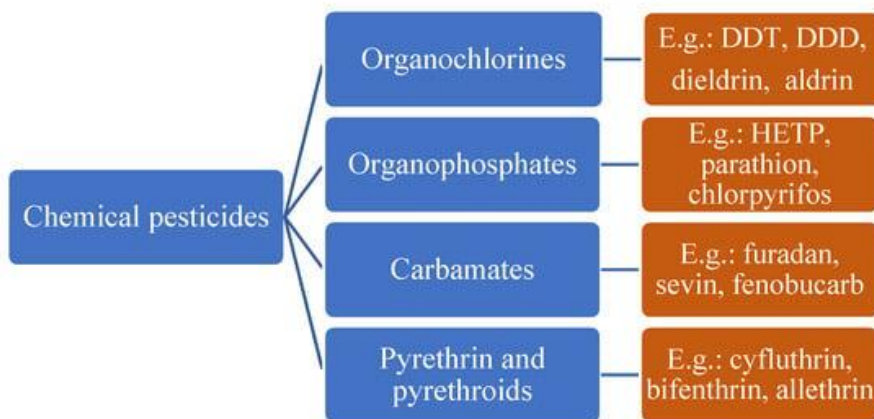 Chemical pesticides
Organochlorines
E.g.: DDT, DDD,
dieldrin, aldrin
Organophosphates
E.g.: HETP,
parathion,
chlorpyrifos
Carbamates
E.g.: furadan,
sevin, fenobucarb
Pyrethrin and
pyrethroids
E.g.: cyfluthrin,
bifenthrin, allethrin